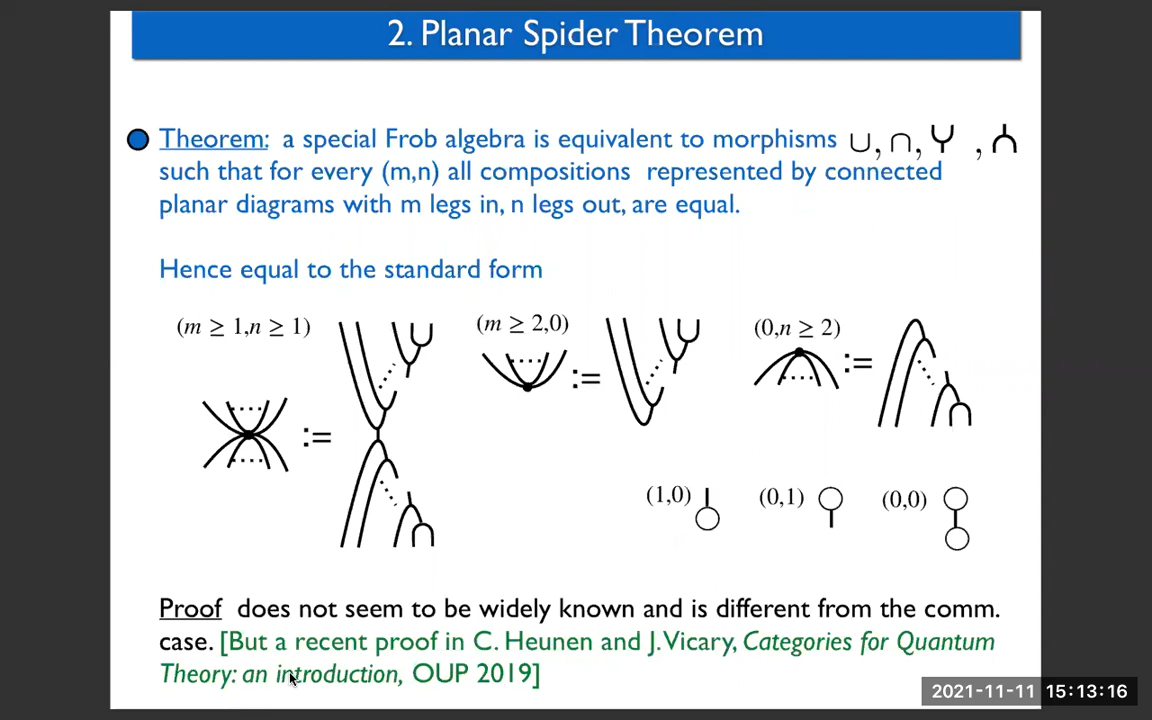 2. Planar Spider Theorem
Theorem: a special Frob algebra is equivalent to morphisms ∪, ∩, Y , ⅄
such that for every (m,n) all compositions represented by connected
planar diagrams with m legs in, n legs out, are equal.
Hence equal to the standard form
(m ≥ 1,n ≥ 1)
(m ≥ 2,0)
(0,n ≥ 2)
:=
:=
:=
(1,0)
(0,1)
(0,0)
Proof does not seem to be widely known and is different from the comm.
case. [But a recent proof in C. Heunen and J. Vicary, Categories for Quantum
Theory: an introduction, OUP 2019]
2021-11-11 15:13:16